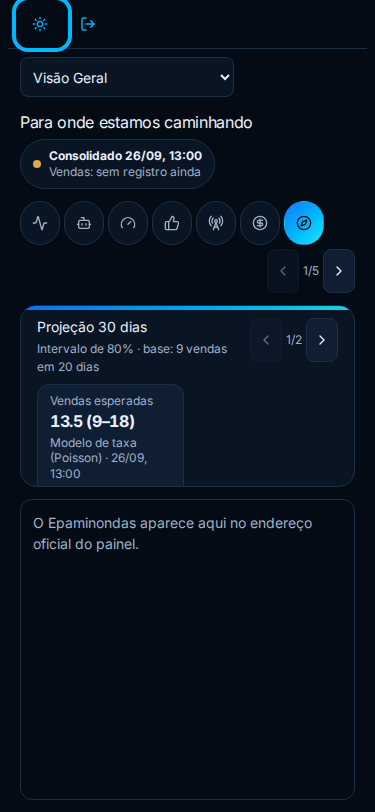 Visão Geral
Para onde estamos caminhando
Consolidado 26/09, 13:00
Vendas: sem registro ainda
1/5
Projeção 30 dias
1/2
Intervalo de 80% · base: 9 vendas
em 20 dias
Vendas esperadas
13.5 (9–18)
Modelo de taxa
(Poisson) · 26/09,
13:00
O Epaminondas aparece aqui no endereço
oficial do painel.